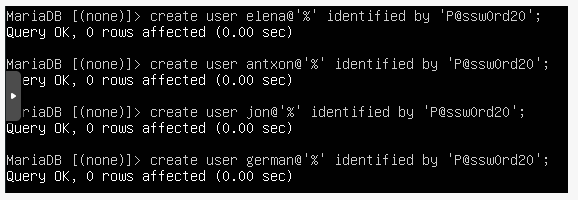 MariaDB [(none)]> create user elena@'%' identified by 'P@ssw0rd20';
Query OK, 0 rows affected (0.00 sec)
MariaDB [(none)]> create user antxon@'%' identified by 'P@ssw0rd20';
Query OK, 0 rows affected (0.00 sec)
riaDB [(none)]> create user jon@'%' identified by 'P@ssw0rd20';
Query OK, 0 rows affected (0.00 sec)
MariaDB [(none)]> create user german@'%' identified by 'P@ssw0rd20';
Query OK, 0 rows affected (0.00 sec)